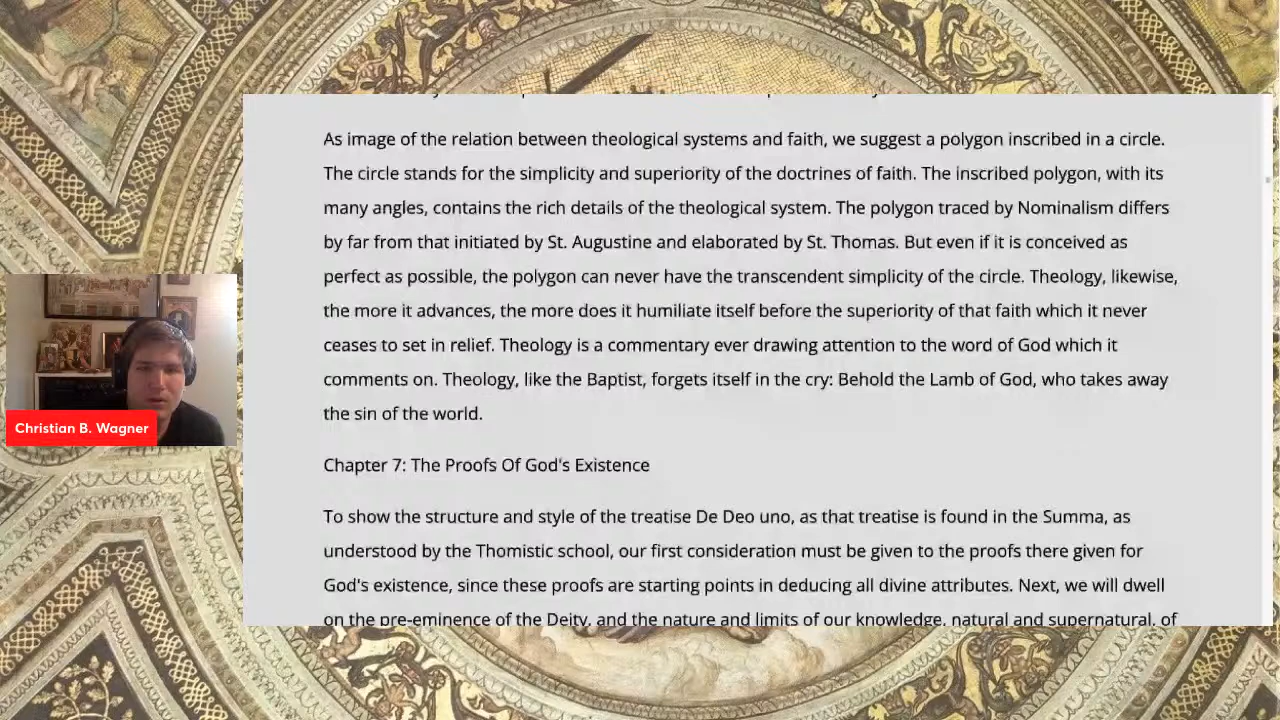 As image of the relation between theological systems and faith, we suggest a polygon inscribed in a circle.
The circle stands for the simplicity and superiority of the doctrines of faith. The inscribed polygon, with its
many angles, contains the rich details of the theological system. The polygon traced by Nominalism differs
by far from that initiated by St. Augustine and elaborated by St. Thomas. But even if it is conceived as
perfect as possible, the polygon can never have the transcendent simplicity of the circle. Theology, likewise,
the more it advances, the more does it humiliate itself before the superiority of that faith which it never
ceases to set in relief. Theology is a commentary ever drawing attention to the word of God which it
comments on. Theology, like the Baptist, forgets itself in the cry: Behold the Lamb of God, who takes away
the sin of the world.
Christian B. Wagner
Chapter 7: The Proofs Of God's Existence
To show the structure and style of the treatise De Deo uno, as that treatise is found in the Summa, as
understood by the Thomistic school, our first consideration must be given to the proofs there given for
God's existence, since these proofs are starting points in deducing all divine attributes. Next, we will dwell
on the pre-eminence of the Deity, and the nature and limits of our knowledge, natural and supernatural, of